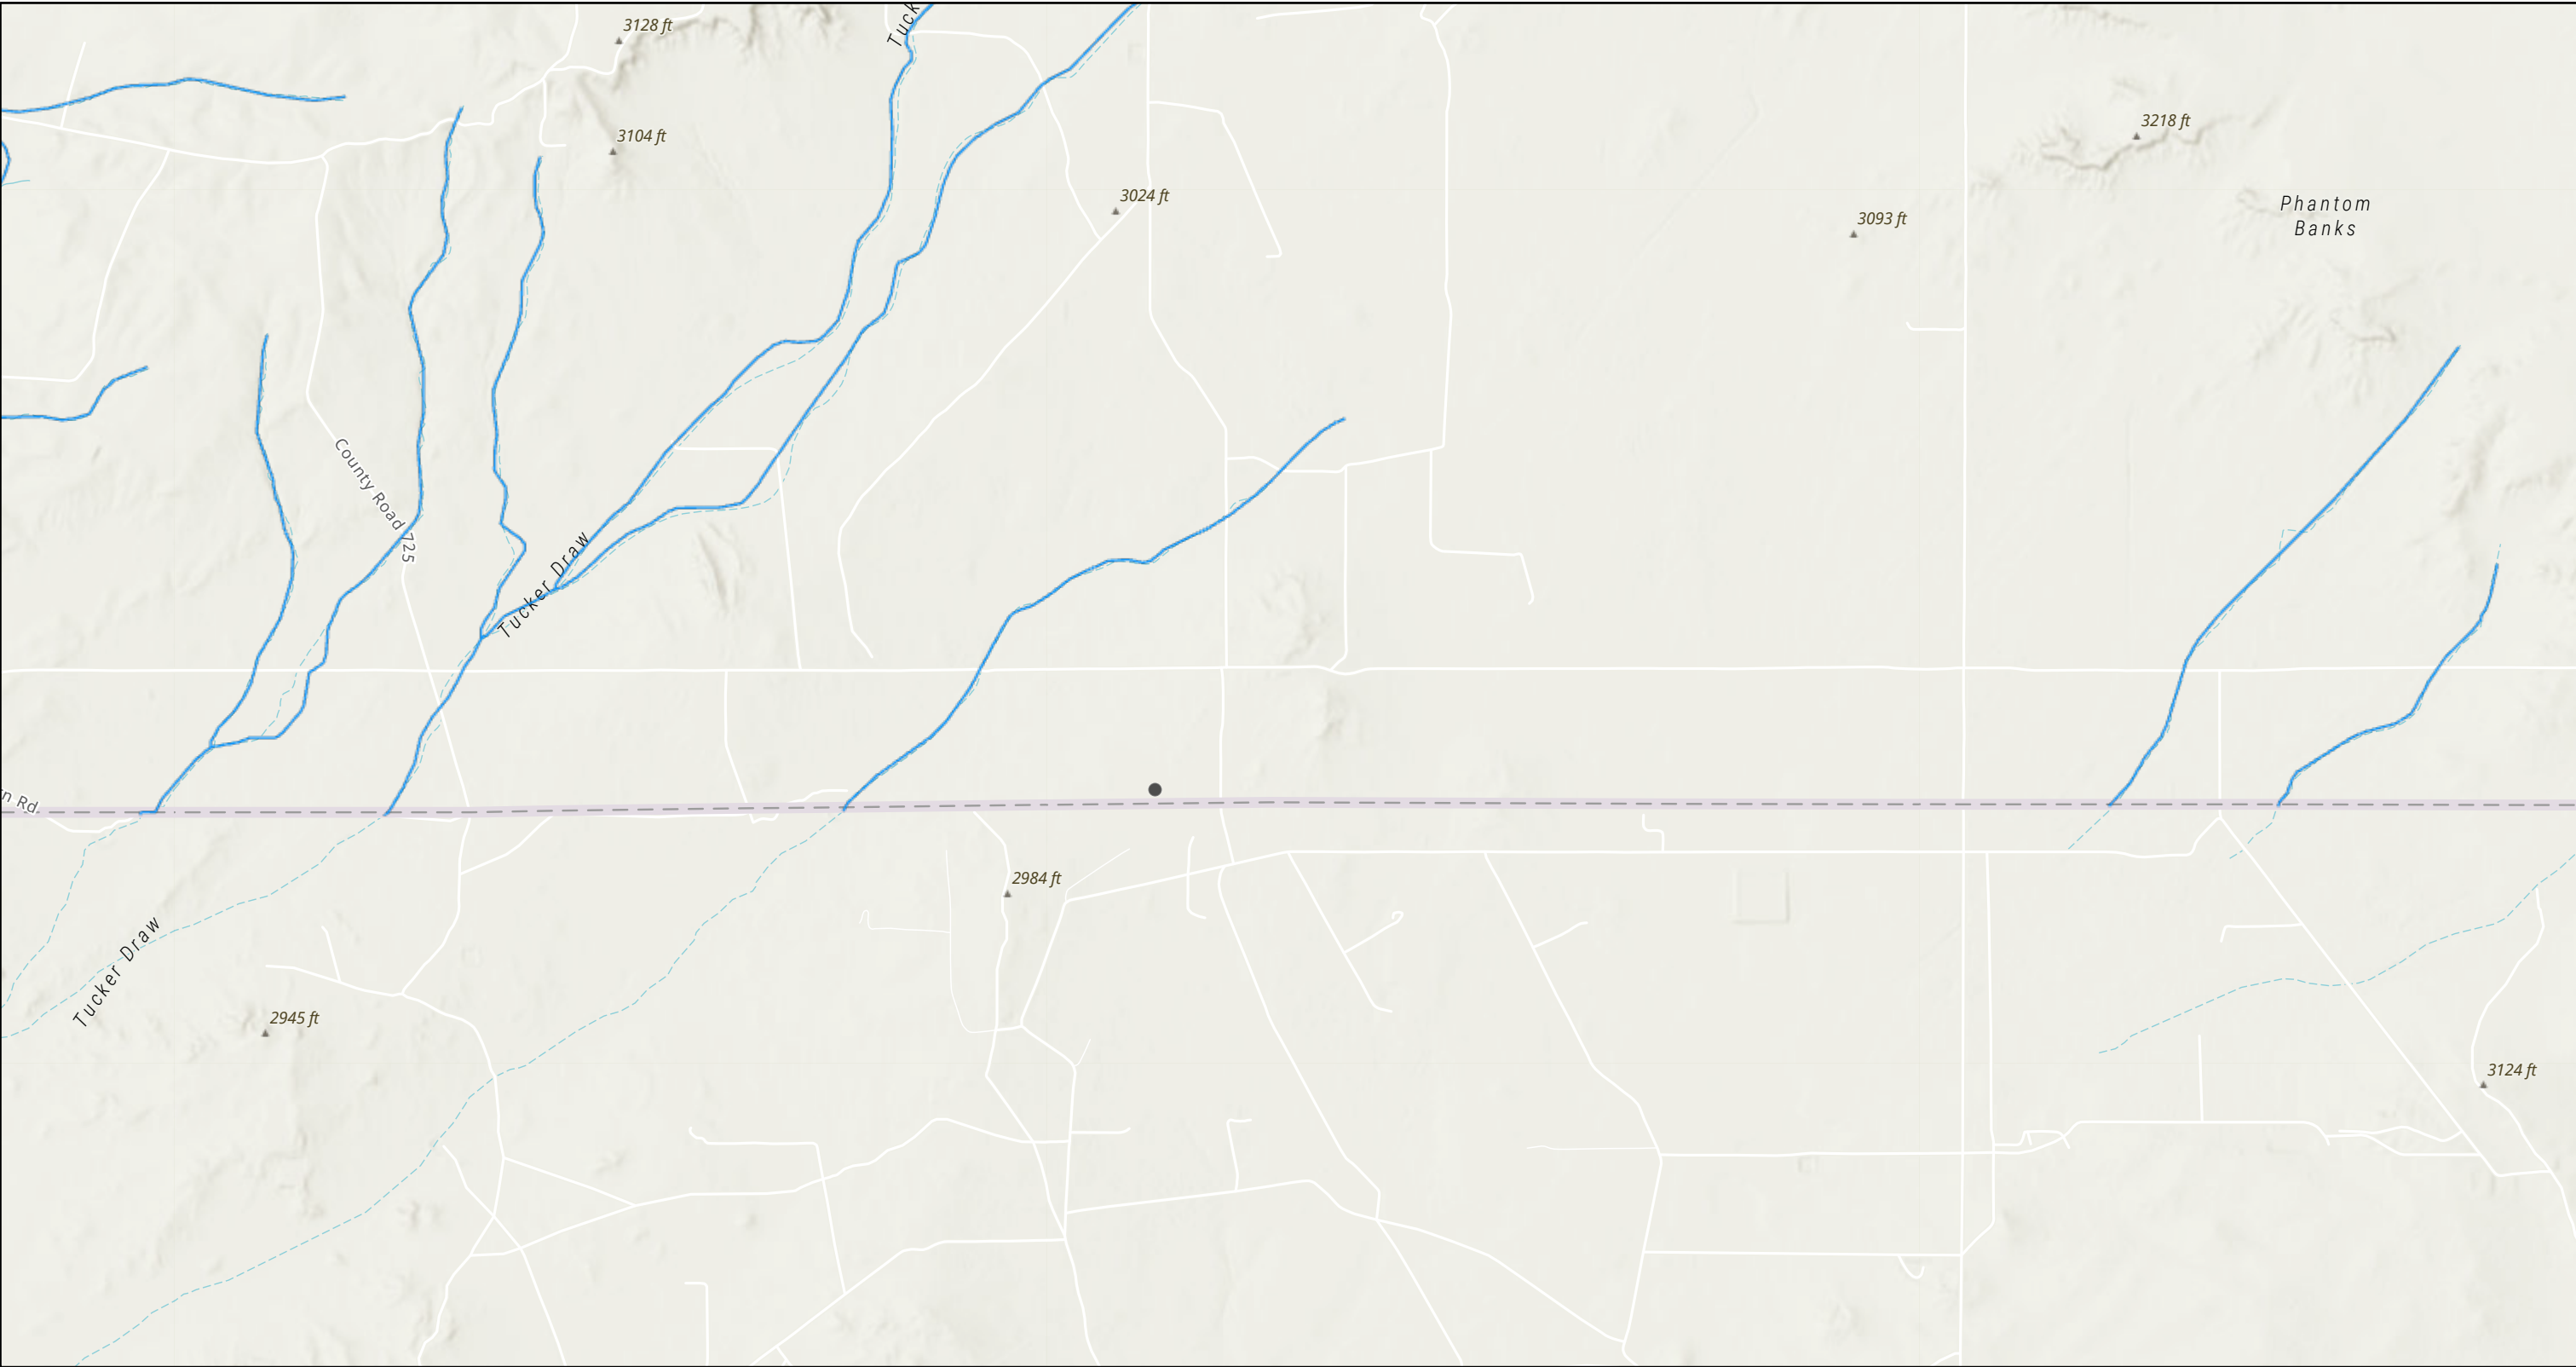 3128 ft
Tuck
3104 ft
3218 ft
3024 ft
Phantom
Banks
3093 ft
County Road 725
Tucker Draw
n Rd
2984 ft
Tucker Draw
2945 ft
3124 ft